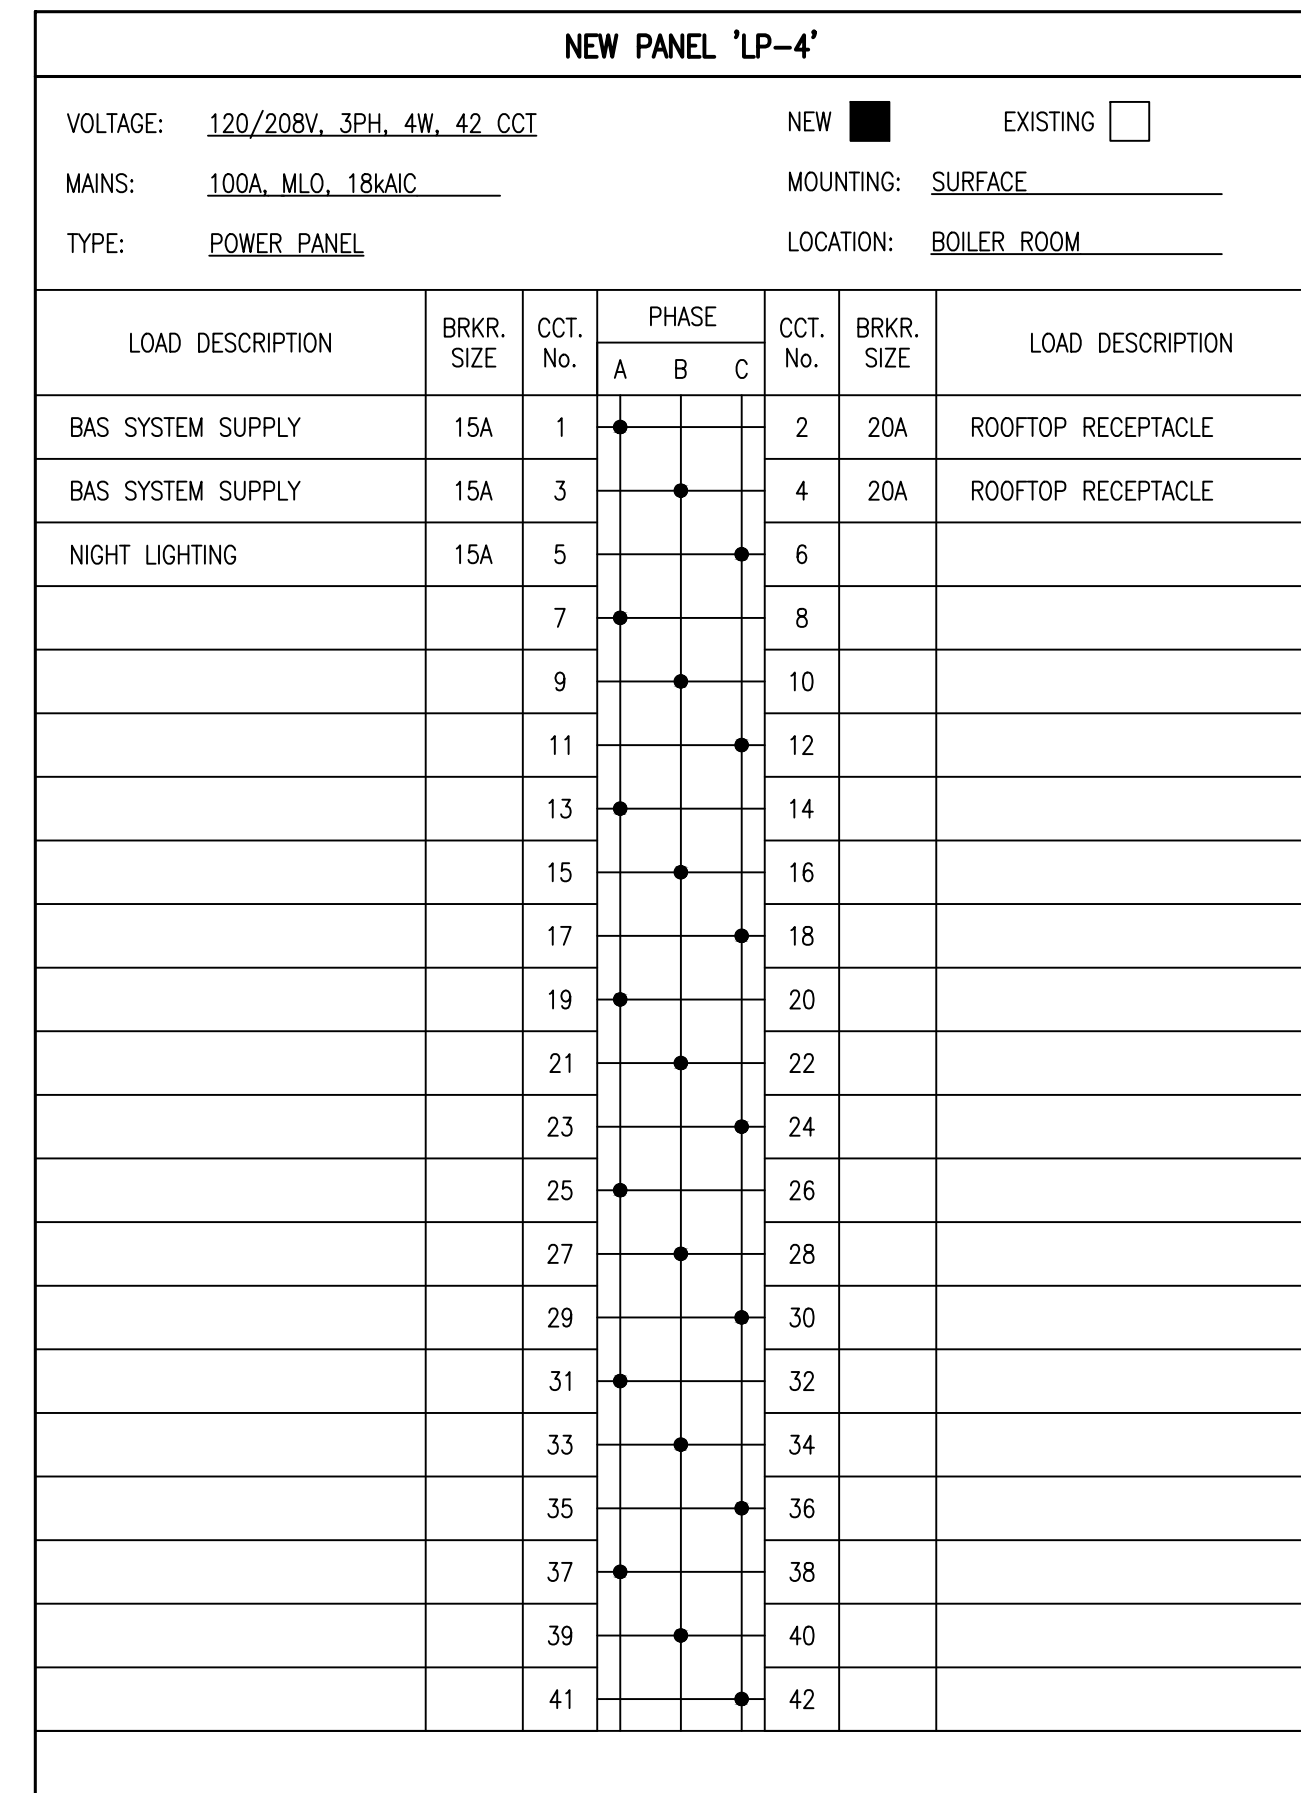 NEW PANEL 'LP-4'
VOLTAGE: 120/208V, 3PH, 4W, 42 CCT NEW EXISTING
MAINS: 100A, MLO, 18kAIC MOUNTING: SURFACE
TYPE: POWER PANEL LOCATION: BOILER ROOM
LOAD DESCRIPTION BRKR. SIZE CCT. No. PHASE A B C CCT. No. BRKR. SIZE LOAD DESCRIPTION
BAS SYSTEM SUPPLY 15A 1 2 20A ROOFTOP RECEPTACLE
BAS SYSTEM SUPPLY 15A 3 4 20A ROOFTOP RECEPTACLE
NIGHT LIGHTING 15A 5 6
7 8
9 10
11 12
13 14
15 16
17 18
19 20
21 22
23 24
25 26
27 28
29 30
31 32
33 34
35 36
37 38
39 40
41 42